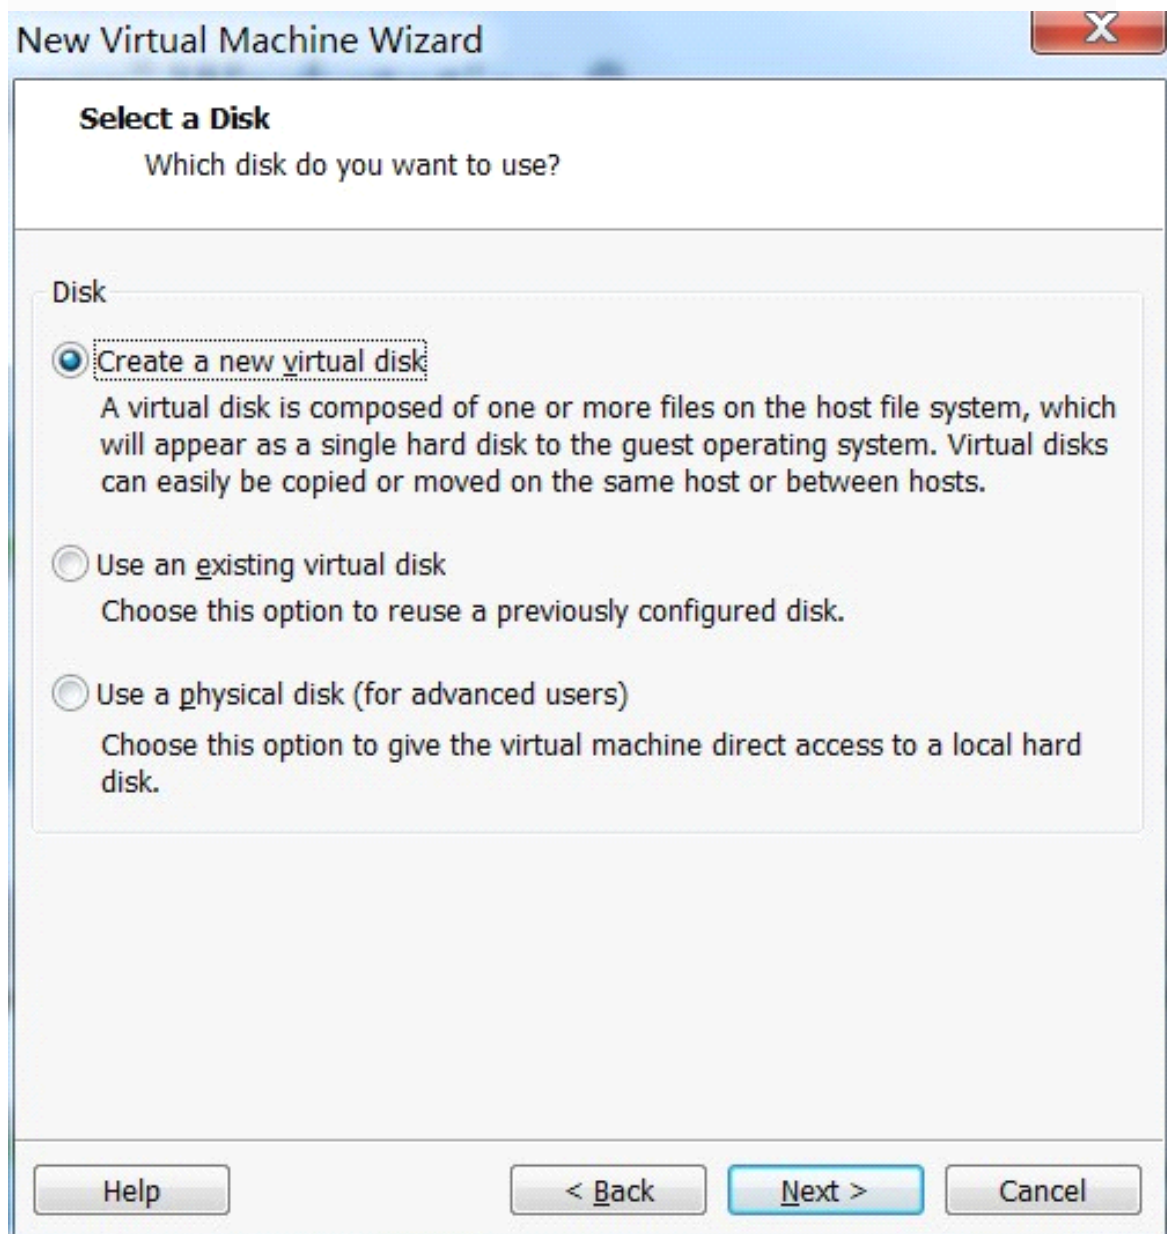 New Virtual Machine Wizard
Select a Disk
Which disk do you want to use?
Disk
Create a new virtual disk
A virtual disk is composed of one or more files on the host file system, which
will appear as a single hard disk to the guest operating system. Virtual disks
can easily be copied or moved on the same host or between hosts.
Use an existing virtual disk
Choose this option to reuse a previously configured disk.
Use a physical disk (for advanced users)
Choose this option to give the virtual machine direct access to a local hard
disk.
Help
< Back
Next >
Cancel